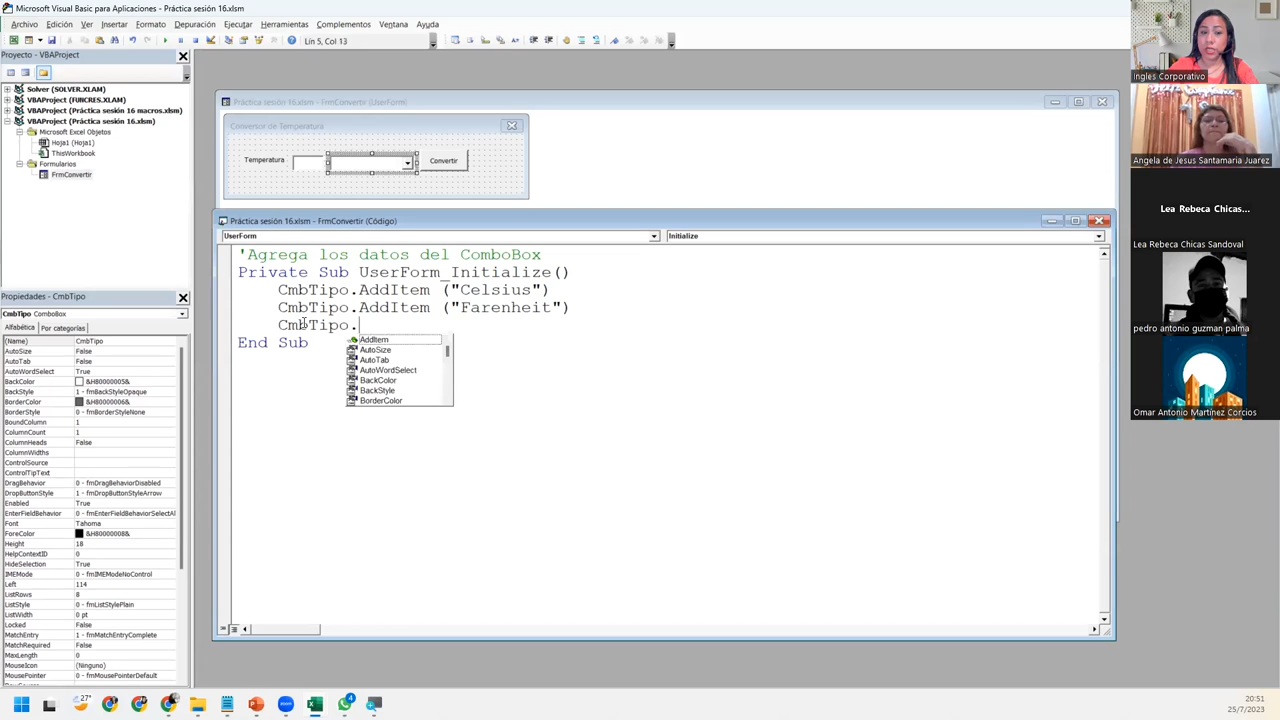 Microsoft Visual Basic para Aplicaciones - Práctica sesión 16.xlsm
Archivo Edición Ver Insertar Formato Depuración Ejecutar Herramientas Complementos Ventana Ayuda
Lín 5, Col 13
Proyecto - VBAProject
Solver (SOLVER.XLAM)
VBAProject (FUNCRES.XLAM)
VBAProject (Práctica sesión 16 macros.xlsm)
VBAProject (Práctica sesión 16.xlsm)
Microsoft Excel Objetos
Hoja1 (Hoja1)
ThisWorkbook
Formularios
FrmConvertir
Propiedades - CmbTipo
CmbTipo ComboBox
Alfabética Por categorías
(Name) CmbTipo
AutoSize False
AutoTab False
AutoWordSelect True
BackColor &H80000005&
BackStyle 1 - fmBackStyleOpaque
BorderColor &H80000006&
BorderStyle 0 - fmBorderStyleNone
BoundColumn 1
ColumnCount 1
ColumnHeads False
ColumnWidths
ControlSource
ControlTipText
DragBehavior 0 - fmDragBehaviorDisabled
DropButtonStyle 1 - fmDropButtonStyleArrow
Enabled True
EnterFieldBehavior 0 - fmEnterFieldBehaviorSelectAl
Font Tahoma
ForeColor &H80000008&
Height 18
HelpContextID 0
HideSelection True
IMEMode 0 - fmIMEModeNoControl
Left 114
ListRows 8
ListStyle 0 - fmListStylePlain
ListWidth 0 pt
Locked False
MatchEntry 1 - fmMatchEntryComplete
MatchRequired False
MaxLength 0
MouseIcon (Ninguno)
MousePointer 0 - fmMousePointerDefault
Práctica sesión 16.xlsm - FrmConvertir (UserForm)
Conversor de Temperatura
Temperatura
Convertir
Práctica sesión 16.xlsm - FrmConvertir (Código)
UserForm
Initialize
'Agrega los datos del ComboBox
Private Sub UserForm_Initialize()
CmbTipo.AddItem ("Celsius")
CmbTipo.AddItem ("Farenheit")
CmbTipo.
End Sub
AddItem
AutoSize
AutoTab
AutoWordSelect
BackColor
BackStyle
BorderColor
Ingles Corporativo
Angela de Jesus Santamaria Juarez
Lea Rebeca Chicas...
Lea Rebeca Chicas Sandoval
pedro antonio guzman palma
Omar Antonio Martínez Corcios
27°
zoom
4
20:51
25/7/2023